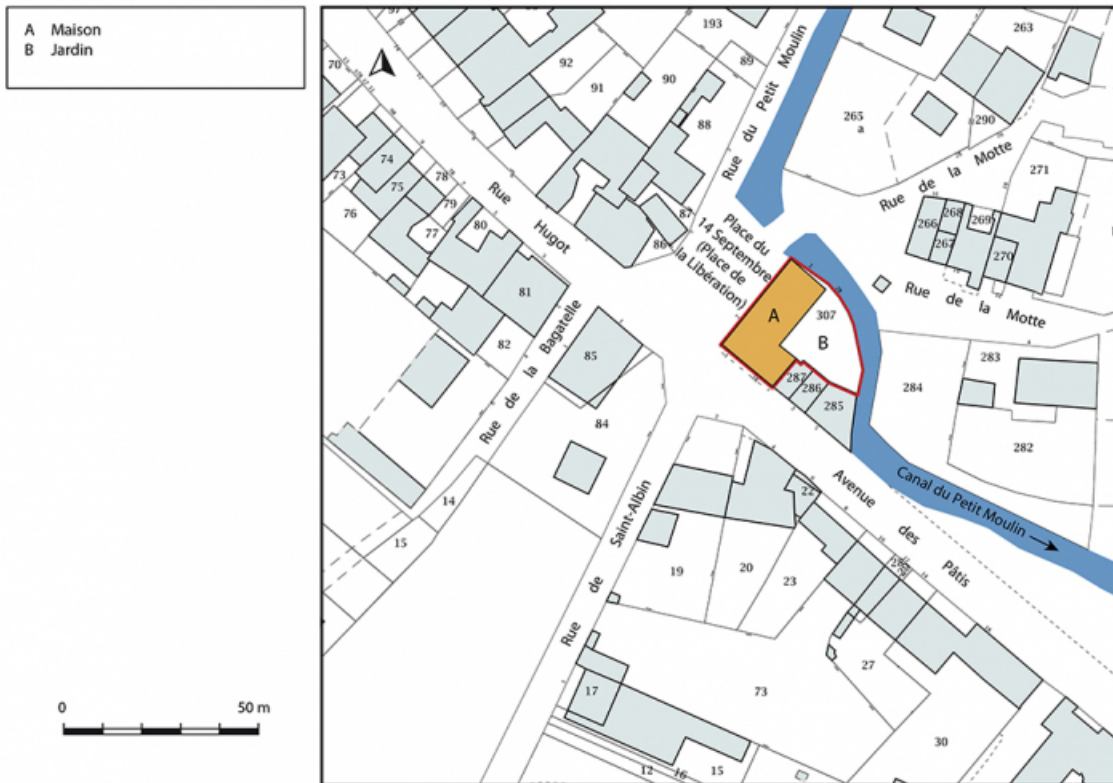 A Maison
B Jardin
0 50 m
97
193
263
70
92
91
90
89
Rue du Petit Moulin
265
a
290
88
Rue de la Motte
271
74
73
75
78
79
76
77
80
Rue Hugot
87
86
Place du
14 Septembre
(Place de
la Libération)
266
268
267
269
270
Rue de la Motte
81
A
307
B
82
Rue de la Bagatelle
85
287
286
285
284
283
282
84
Canal du Petit Moulin
Avenue des Pâtis
22
14
15
Rue de Saint-Albin
19
20
23
27
17
73
30
12
16
15